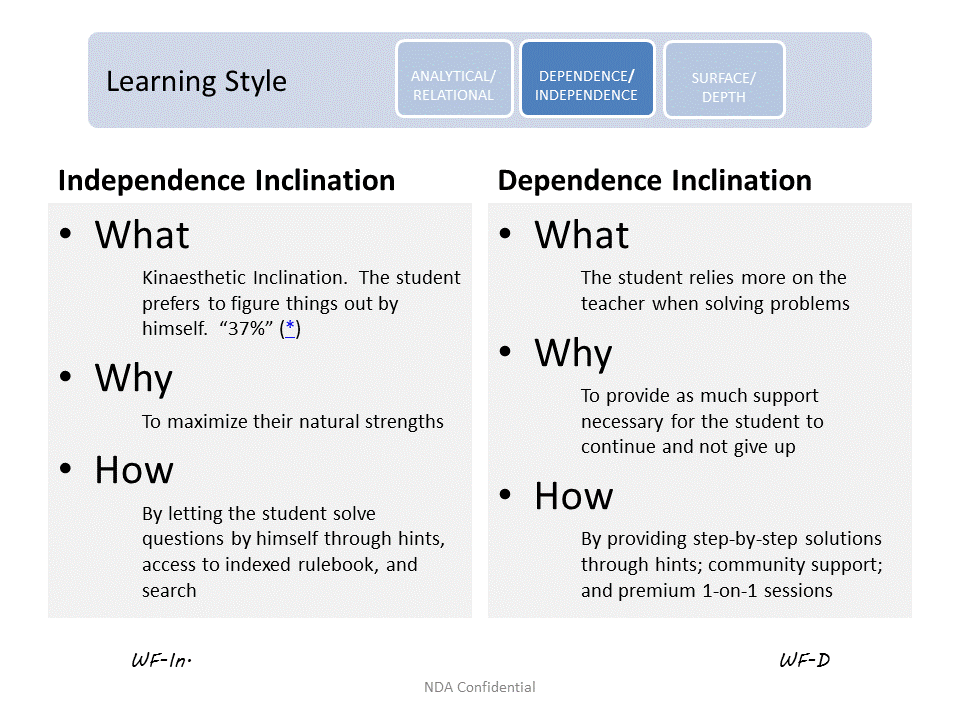 Learning Style
ANALYTICAL/
RELATIONAL
DEPENDENCE/
INDEPENDENCE
SURFACE/
DEPTH
Independence Inclination
• What
Kinaesthetic Inclination.  The student
prefers to figure things out by
himself.  “37%” (*)
• Why
To maximize their natural strengths
• How
By letting the student solve
questions by himself through hints,
access to indexed rulebook, and
search
Dependence Inclination
• What
The student relies more on the
teacher when solving problems
• Why
To provide as much support
necessary for the student to
continue and not give up
• How
By providing step-by-step solutions
through hints; community support;
and premium 1-on-1 sessions
WF-In.
WF-D
NDA Confidential